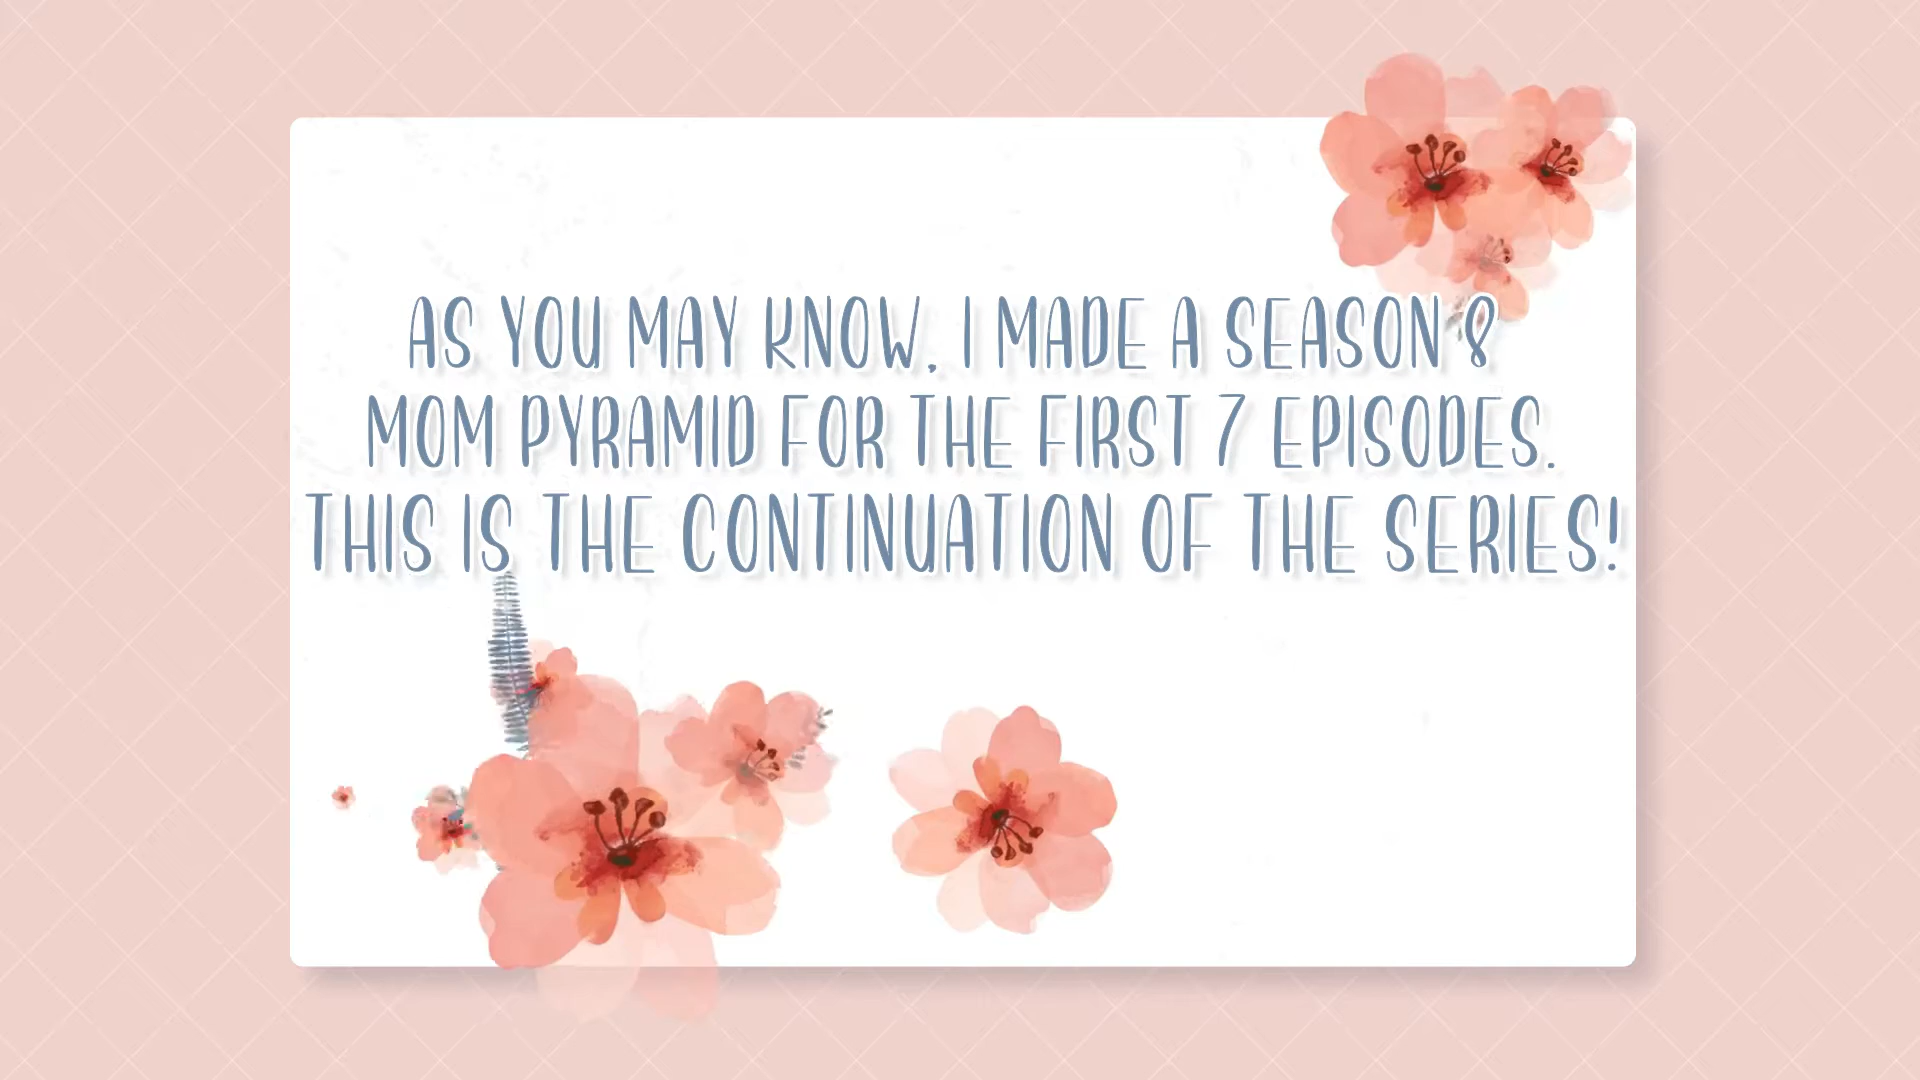 AS YOU MAY KNOW, I MADE A SEASON 8
MOM PYRAMID FOR THE FIRST 7 EPISODES.
THIS IS THE CONTINUATION OF THE SERIES!